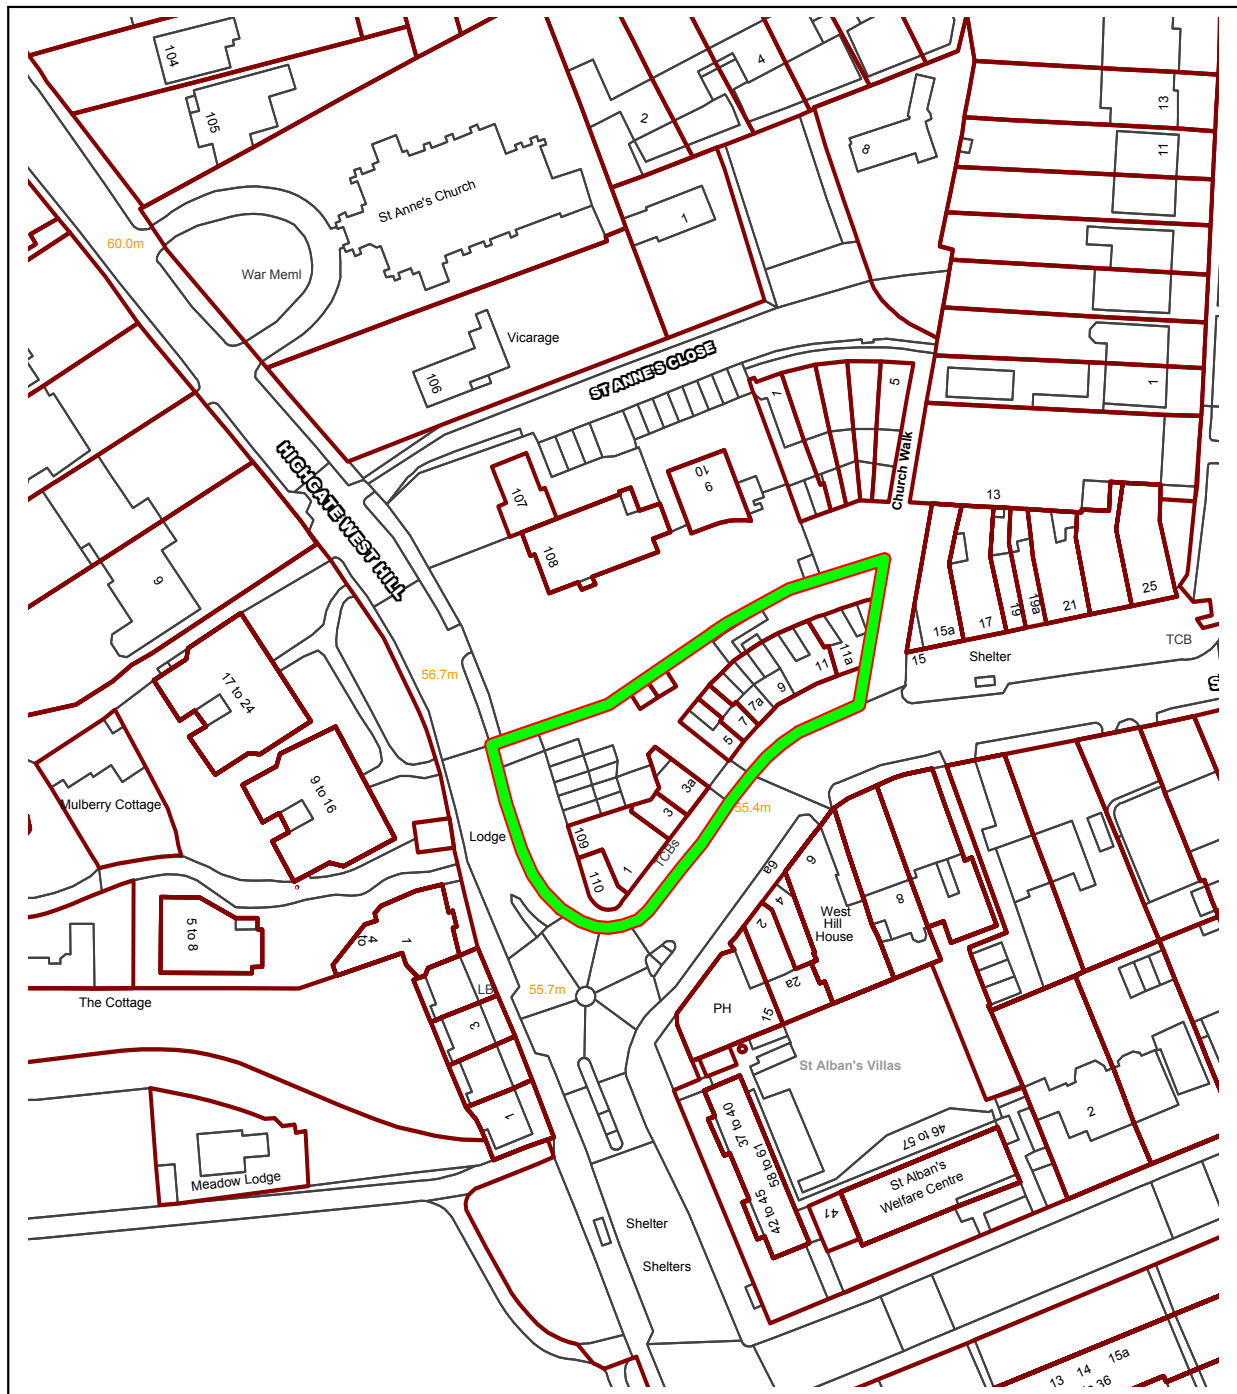 104
105
4
2
8
13
11
St Anne's Church
1
60.0m
War Meml
Vicarage
106
ST ANNE'S CLOSE
7
5
1
Church Walk
HIGHGATE WEST HILL
107
108
10
9
13
9
15a
17
19
19a
21
25
15
Shelter
TCB
17 to 24
56.7m
11a
11
9
7a
7
5
3a
3
55.4m
9 to 16
Mulberry Cottage
Lodge
109
110
1
TCBs
6a
6
4
2
West
Hill
House
8
5 to 8
1
to 4
The Cottage
LB
55.7m
3
2a
PH
15
St Alban's Villas
1
37 to 40
58 to 61
42 to 45
46 to 57
2
Meadow Lodge
St Alban's
Welfare Centre
41
Shelter
Shelters
13
14
15a
36